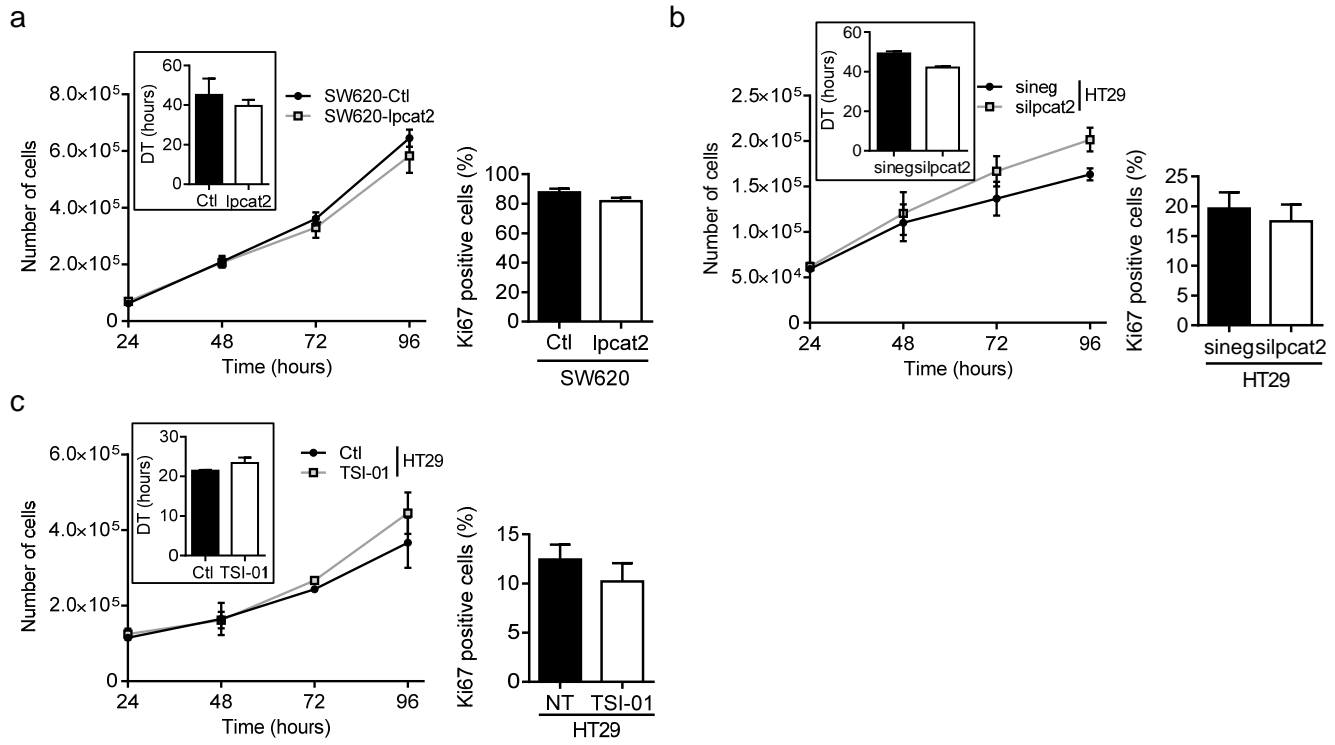 a
Number of cells
8.0×10⁵
6.0×10⁵
4.0×10⁵
2.0×10⁵
0
24 48 72 96
Time (hours)
DT (hours)
60
40
20
0
Ctl lpcat2
SW620-Ctl
SW620-lpcat2
Ki67 positive cells (%)
100
80
60
40
20
0
Ctl lpcat2
SW620
b
Number of cells
2.5×10⁵
2.0×10⁵
1.5×10⁵
1.0×10⁵
5.0×10⁴
0
24 48 72 96
Time (hours)
DT (hours)
60
40
20
0
sineg silpcat2
sineg
silpcat2
HT29
Ki67 positive cells (%)
25
20
15
10
5
0
sineg silpcat2
HT29
c
Number of cells
6.0×10⁵
4.0×10⁵
2.0×10⁵
0
24 48 72 96
Time (hours)
DT (hours)
30
20
10
0
Ctl TSI-01
Ctl
TSI-01
HT29
Ki67 positive cells (%)
15
10
5
0
NT TSI-01
HT29